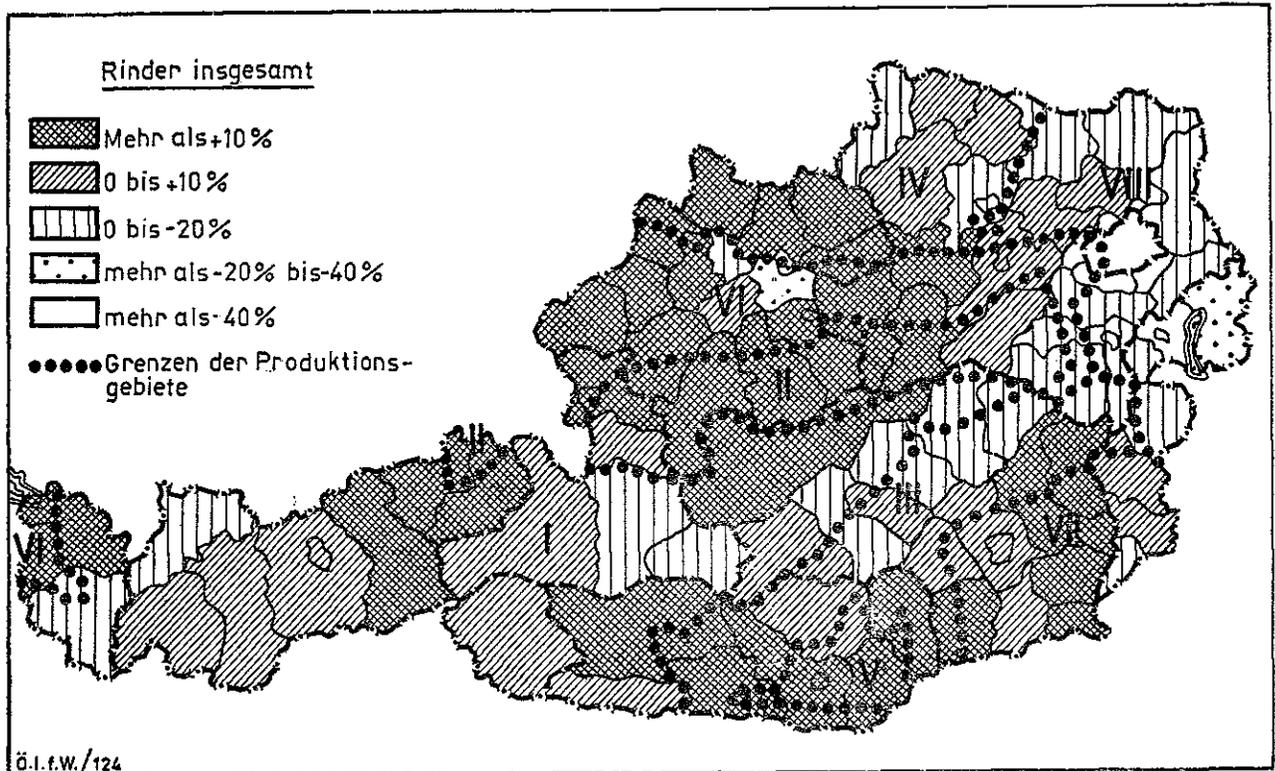 Rinder insgesamt
Mehr als +10%
0 bis +10%
0 bis -20%
mehr als -20% bis -40%
mehr als -40%
Grenzen der Produktions-
gebiete
IV
VIII
VI
II
II
I
III
VII
VI
V
Ö.I.f.W./124